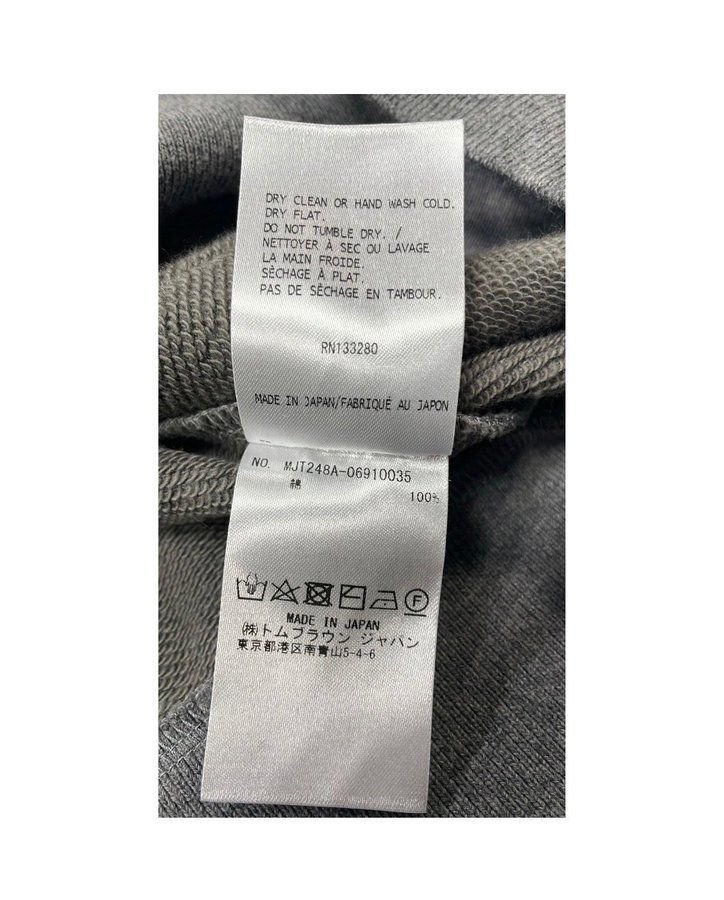 DRY CLEAN OR HAND WASH COLD.
DRY FLAT.
DO NOT TUMBLE DRY. /
NETTOYER À SEC OU LAVAGE
LA MAIN FROIDE.
SÈCHAGE À PLAT.
PAS DE SÈCHAGE EN TAMBOUR.
RN133280
MADE IN JAPAN/FABRIQUÉ AU JAPON
NO. MJT248A-06910035
綿 100%
F
MADE IN JAPAN
㈱トムブラウン ジャパン
東京都港区南青山5-4-6